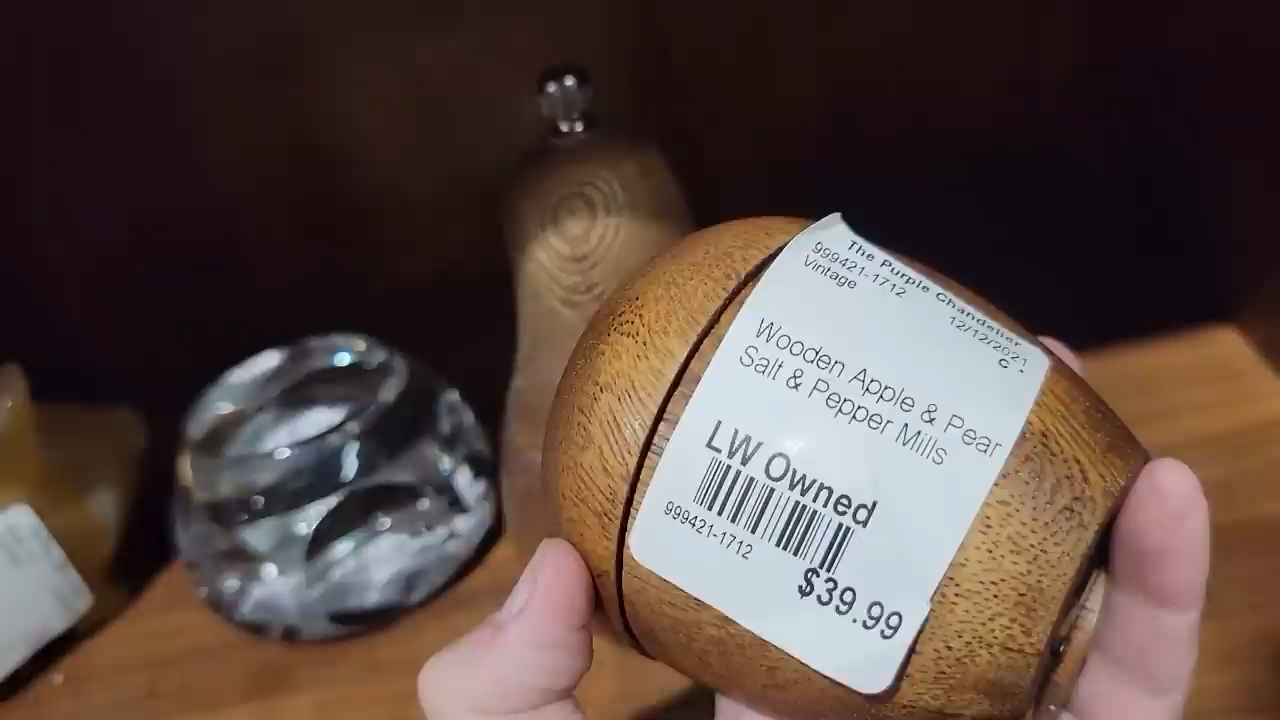 The Purple Chandelier
999421-1712
12/12/2021
Vintage
C -
Wooden Apple & Pear
Salt & Pepper Mills
LW Owned
999421-1712
$39.99